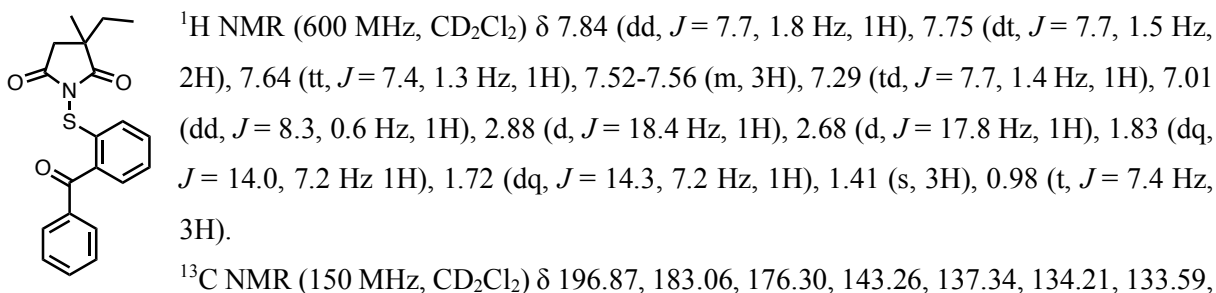 ¹H NMR (600 MHz, CD₂Cl₂) δ 7.84 (dd, J = 7.7, 1.8 Hz, 1H), 7.75 (dt, J = 7.7, 1.5 Hz,
2H), 7.64 (tt, J = 7.4, 1.3 Hz, 1H), 7.52-7.56 (m, 3H), 7.29 (td, J = 7.7, 1.4 Hz, 1H), 7.01
(dd, J = 8.3, 0.6 Hz, 1H), 2.88 (d, J = 18.4 Hz, 1H), 2.68 (d, J = 17.8 Hz, 1H), 1.83 (dq,
J = 14.0, 7.2 Hz 1H), 1.72 (dq, J = 14.3, 7.2 Hz, 1H), 1.41 (s, 3H), 0.98 (t, J = 7.4 Hz,
3H).
¹³C NMR (150 MHz, CD₂Cl₂) δ 196.87, 183.06, 176.30, 143.26, 137.34, 134.21, 133.59,
O
O
N
S
O